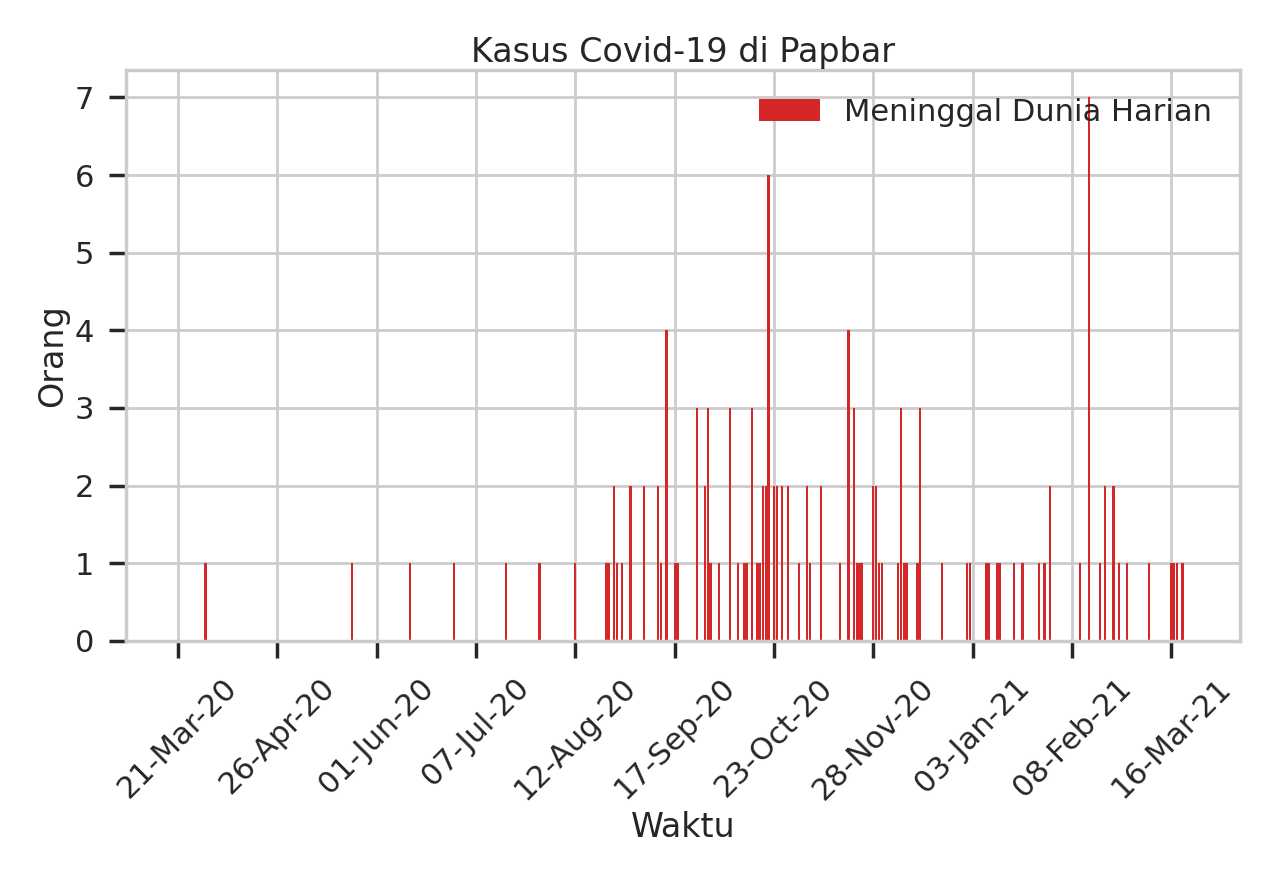 Kasus Covid-19 di Papbar
Meninggal Dunia Harian
Orang
7
6
5
4
3
2
1
0
21-Mar-20
26-Apr-20
01-Jun-20
07-Jul-20
12-Aug-20
17-Sep-20
23-Oct-20
28-Nov-20
03-Jan-21
08-Feb-21
16-Mar-21
Waktu